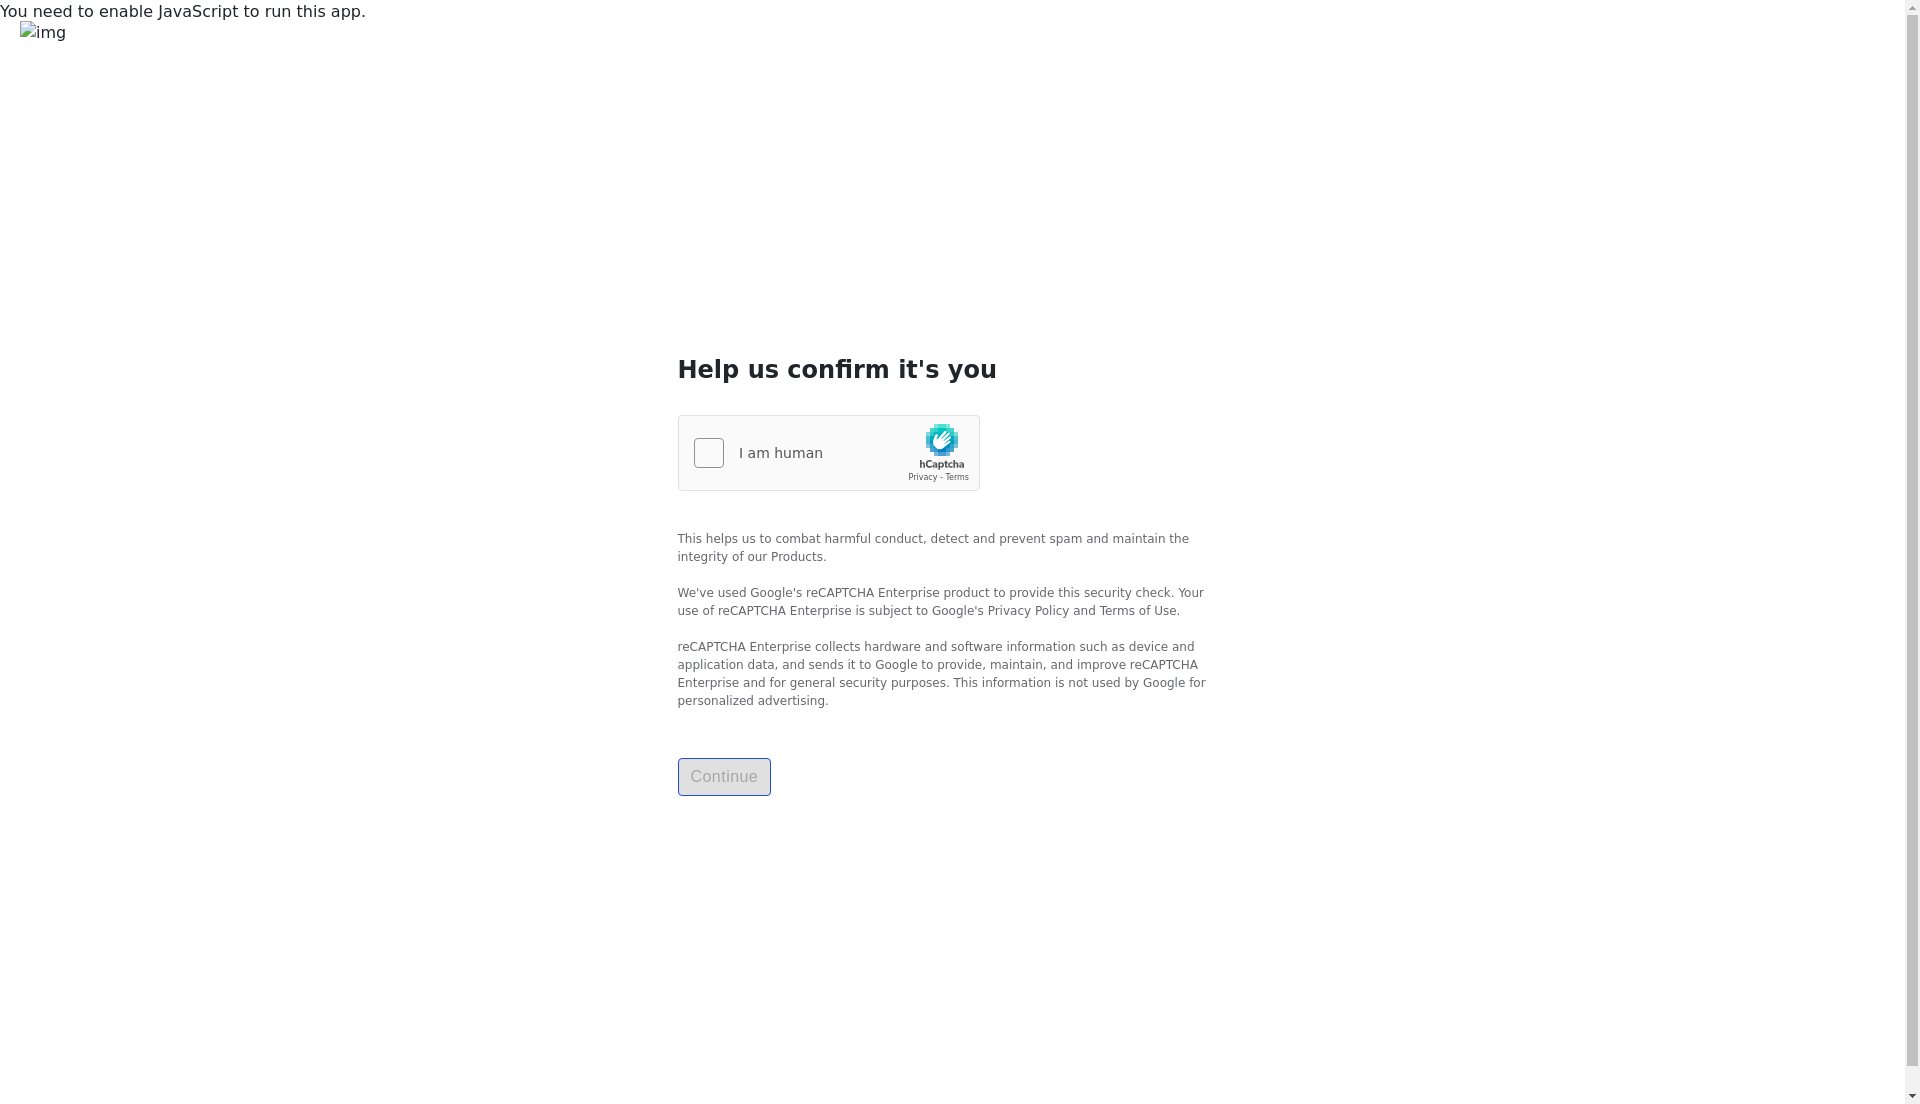 You need to enable JavaScript to run this app.
img
Help us confirm it's you
I am human
hCaptcha
Privacy - Terms
This helps us to combat harmful conduct, detect and prevent spam and maintain the
integrity of our Products.
We've used Google's reCAPTCHA Enterprise product to provide this security check. Your
use of reCAPTCHA Enterprise is subject to Google's Privacy Policy and Terms of Use.
reCAPTCHA Enterprise collects hardware and software information such as device and
application data, and sends it to Google to provide, maintain, and improve reCAPTCHA
Enterprise and for general security purposes. This information is not used by Google for
personalized advertising.
Continue